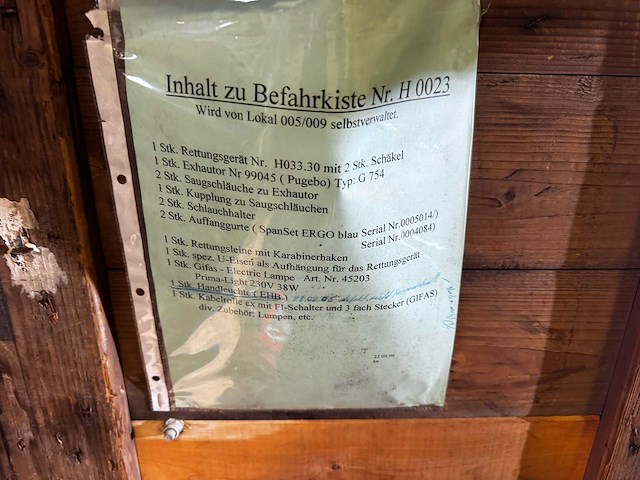 Inhalt zu Befahrkiste Nr. H 0023
Wird von Lokal 005/009 selbstverwaltet.
1 Stk. Rettungsgerät Nr. H033.30 mit 2 Stk. Schäkel
1 Stk. Exhautor Nr 99045 ( Pugebo) Typ: G 754
2 Stk. Saugschläuche zu Exhautor
1 Stk. Kupplung zu Saugschläuchen
2 Stk. Schlauchhalter
2 Stk. Auffanggurte ( SpanSet ERGO blau Serial Nr.0005014/)
Serial Nr.0004084)
1 Stk. Rettungsleine mit Karabinerhaken
1 Stk. spez. U-Eisen als Aufhängung für das Rettungsgerät
1 Stk. Gifas - Electric Lampe Art. Nr. 45203
Prima-Light 230V 38W
1 Stk. Handleuchte ( EHB )
1 Stk. Kabelrolle ex mit FI-Schalter und 3 fach Stecker (GIFAS)
div. Zubehör: Lumpen, etc.